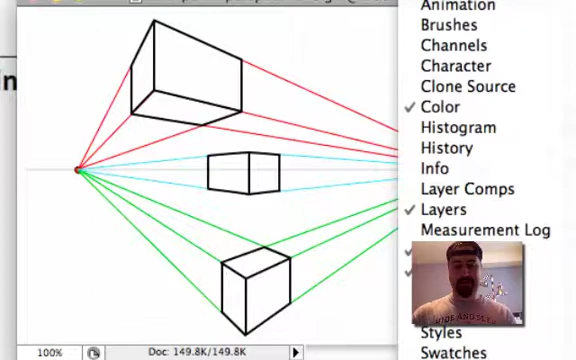 in
Animation
Brushes
Channels
Character
Clone Source
✓ Color
Histogram
History
Info
Layer Comps
✓ Layers
Measurement Log
Styles
Swatches
100%
Doc: 149.8K/149.8K